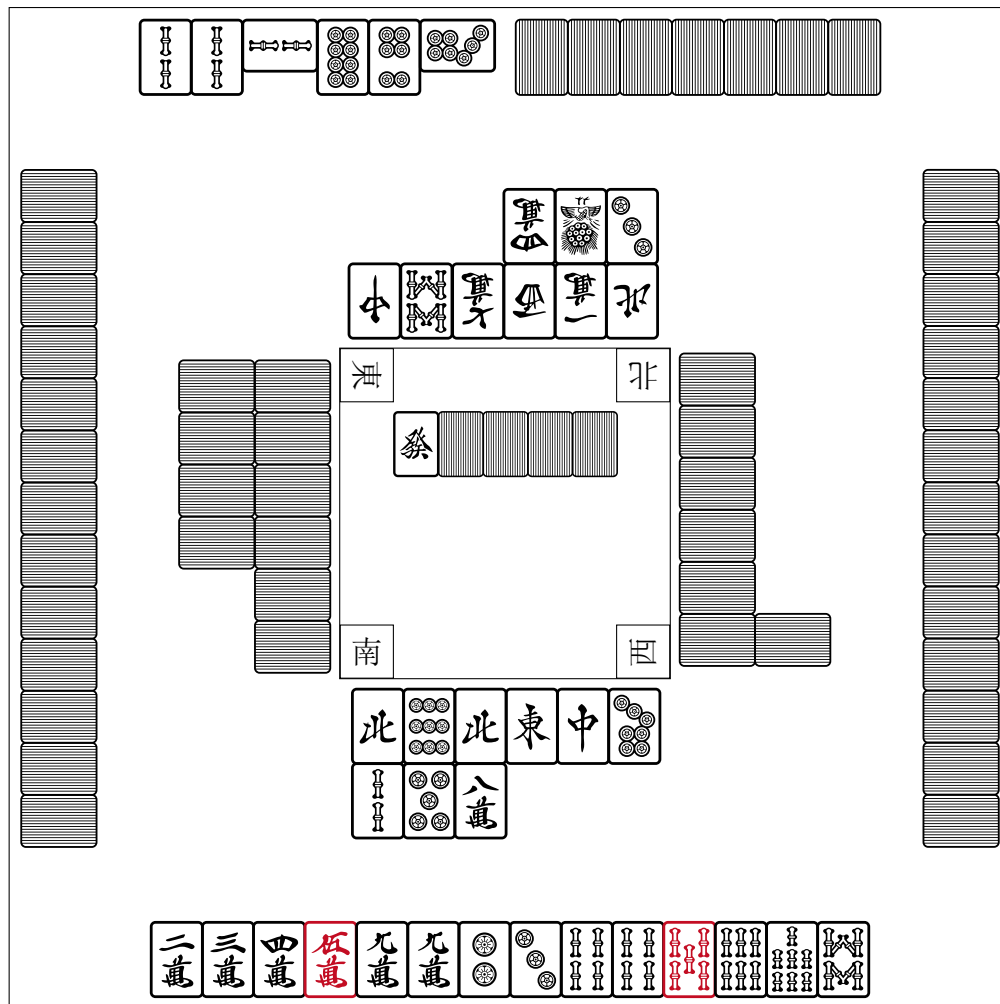 四萬
中 七萬 西 一萬 北
東 北
發
南 西
北 北 東 中
八萬
二萬 三萬 四萬 伍萬 九萬 九萬